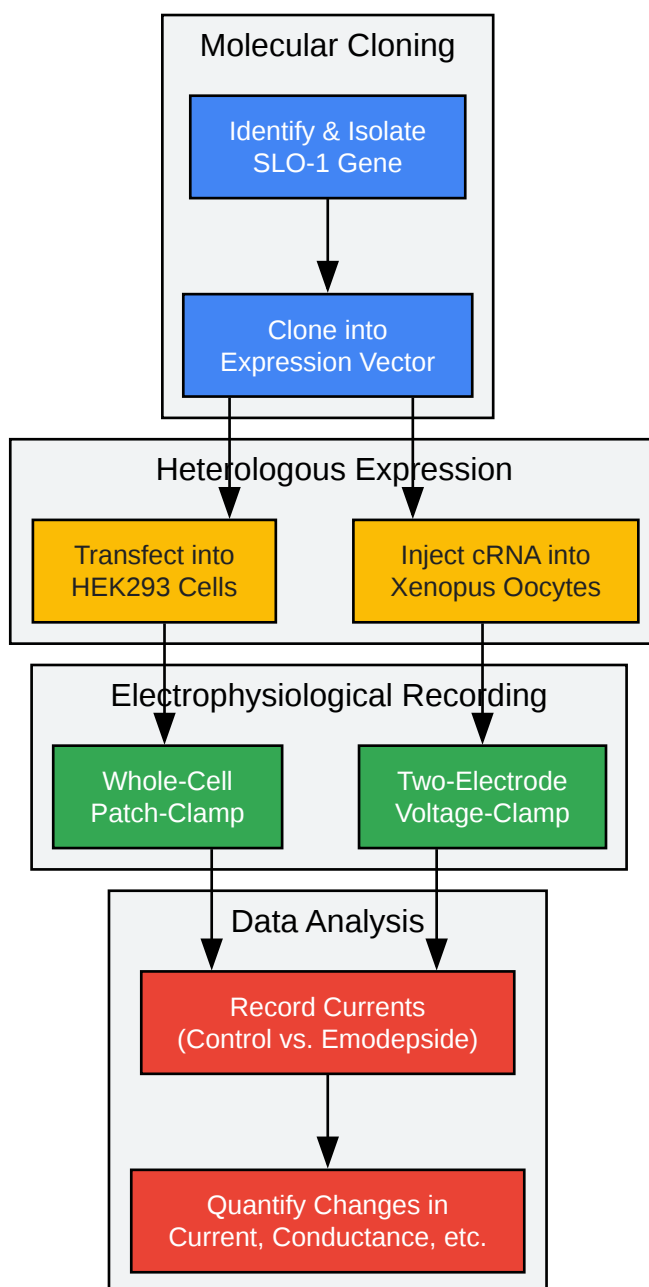 Molecular Cloning
Identify & Isolate
SLO-1 Gene
Clone into
Expression Vector
Heterologous Expression
Transfect into
HEK293 Cells
Inject cRNA into
Xenopus Oocytes
Electrophysiological Recording
Whole-Cell
Patch-Clamp
Two-Electrode
Voltage-Clamp
Data Analysis
Record Currents
(Control vs. Emodepside)
Quantify Changes in
Current, Conductance, etc.